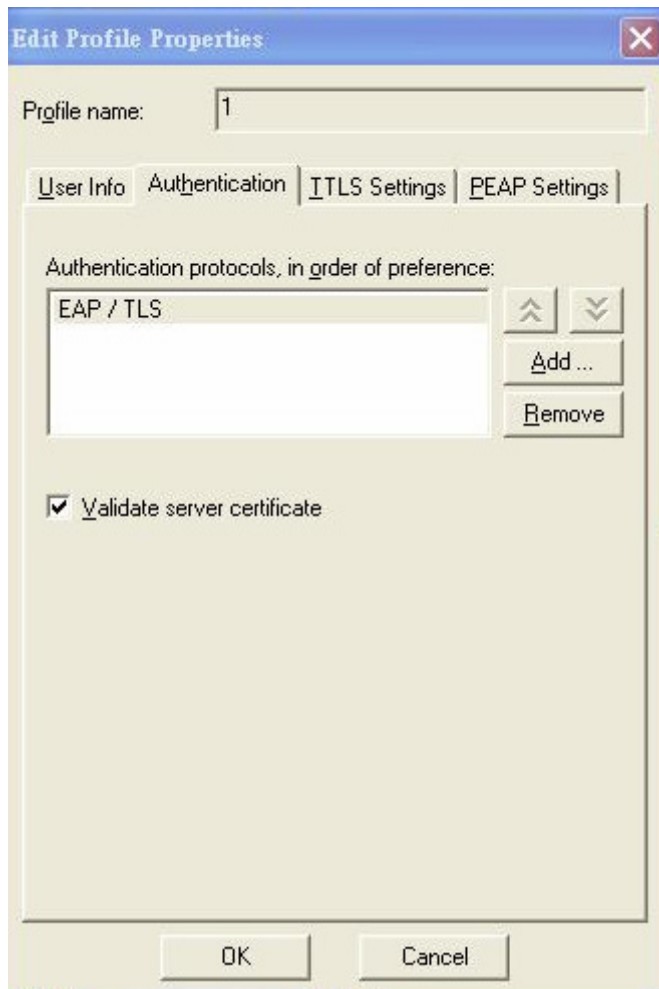 Edit Profile Properties
Profile name: 1
User Info Authentication TTLS Settings PEAP Settings
Authentication protocols, in order of preference:
EAP / TLS
Add ...
Remove
Validate server certificate
OK Cancel